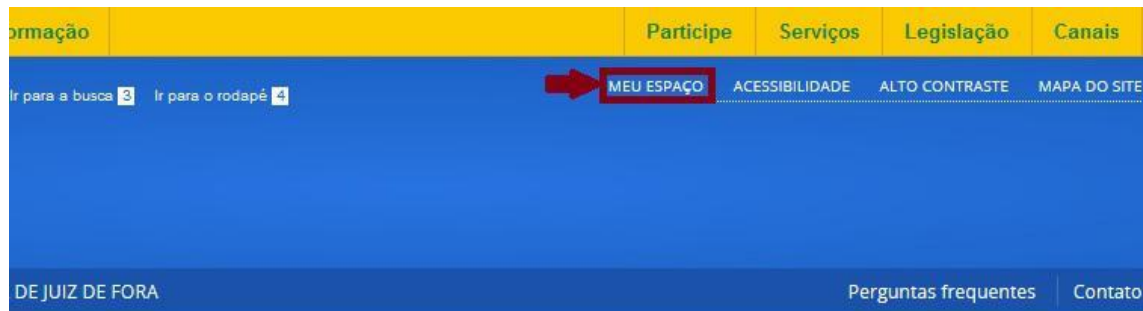 ormação Participe Serviços Legislação Canais
Ir para a busca 3 Ir para o rodapé 4 MEU ESPAÇO ACESSIBILIDADE ALTO CONTRASTE MAPA DO SITE
DE JUIZ DE FORA Perguntas frequentes Contato